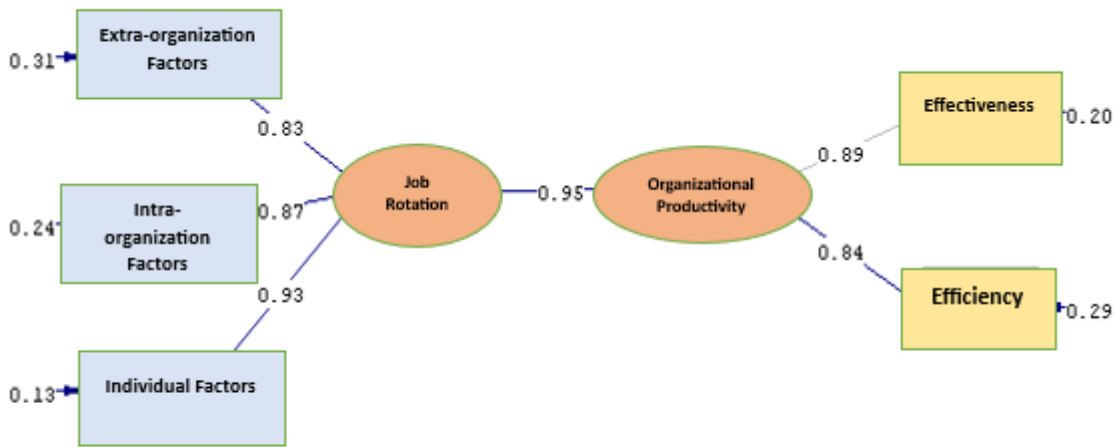 Extra-organization
Factors
0.31
0.83
Intra-
organization
Factors
0.24
0.87
Individual Factors
0.13
0.93
Job
Rotation
0.95
Organizational
Productivity
0.89
Effectiveness
0.20
0.84
Efficiency
0.29